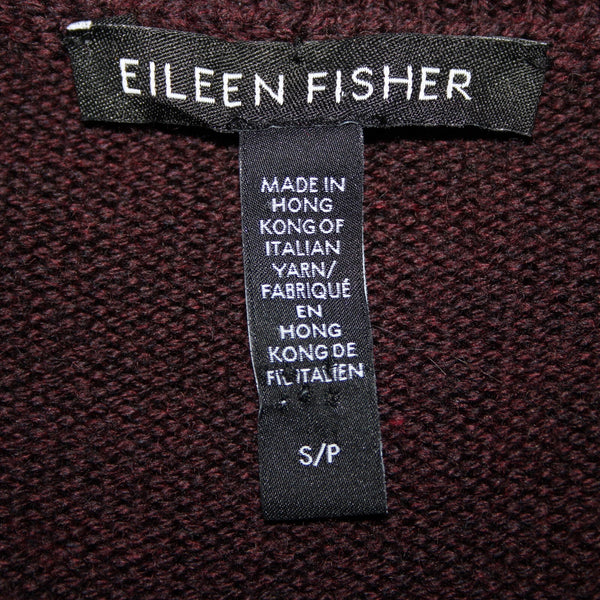 EILEEN FISHER
MADE IN
HONG
KONG OF
ITALIAN
YARN/
FABRIQUÉ
EN
HONG
KONG DE
FIL ITALIEN
S/P